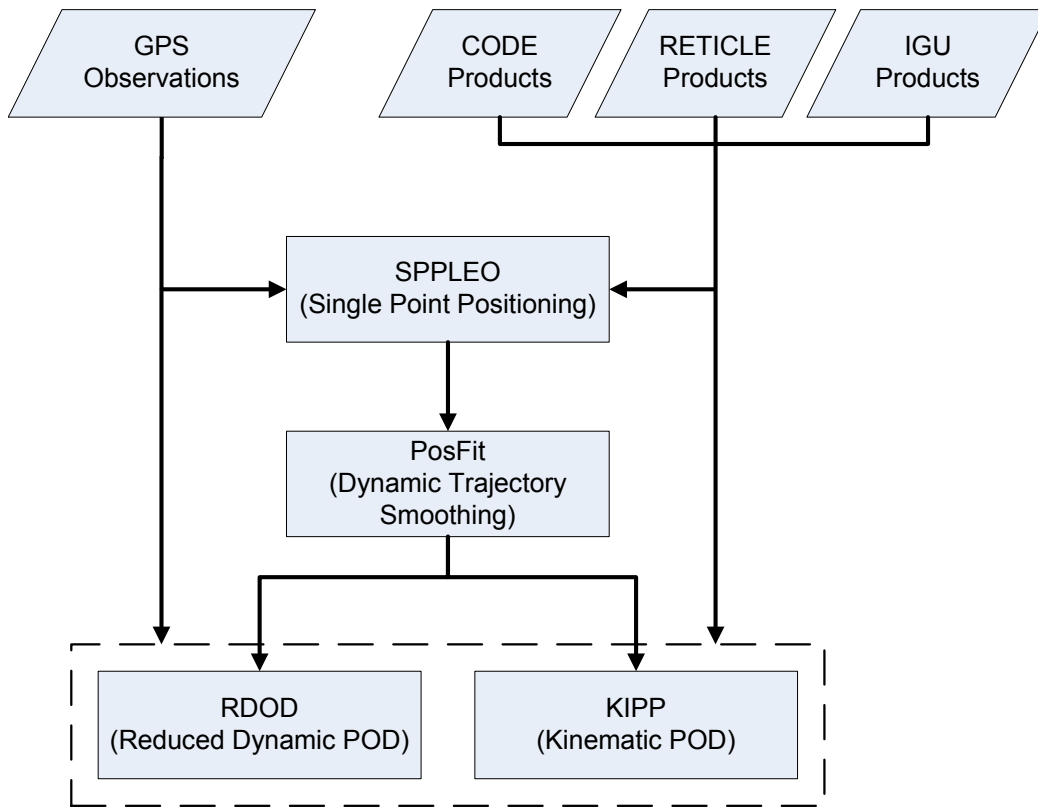 GPS
Observations
CODE
Products
RETICLE
Products
IGU
Products
SPPLEO
(Single Point Positioning)
PosFit
(Dynamic Trajectory
Smoothing)
RDOD
(Reduced Dynamic POD)
KIPP
(Kinematic POD)